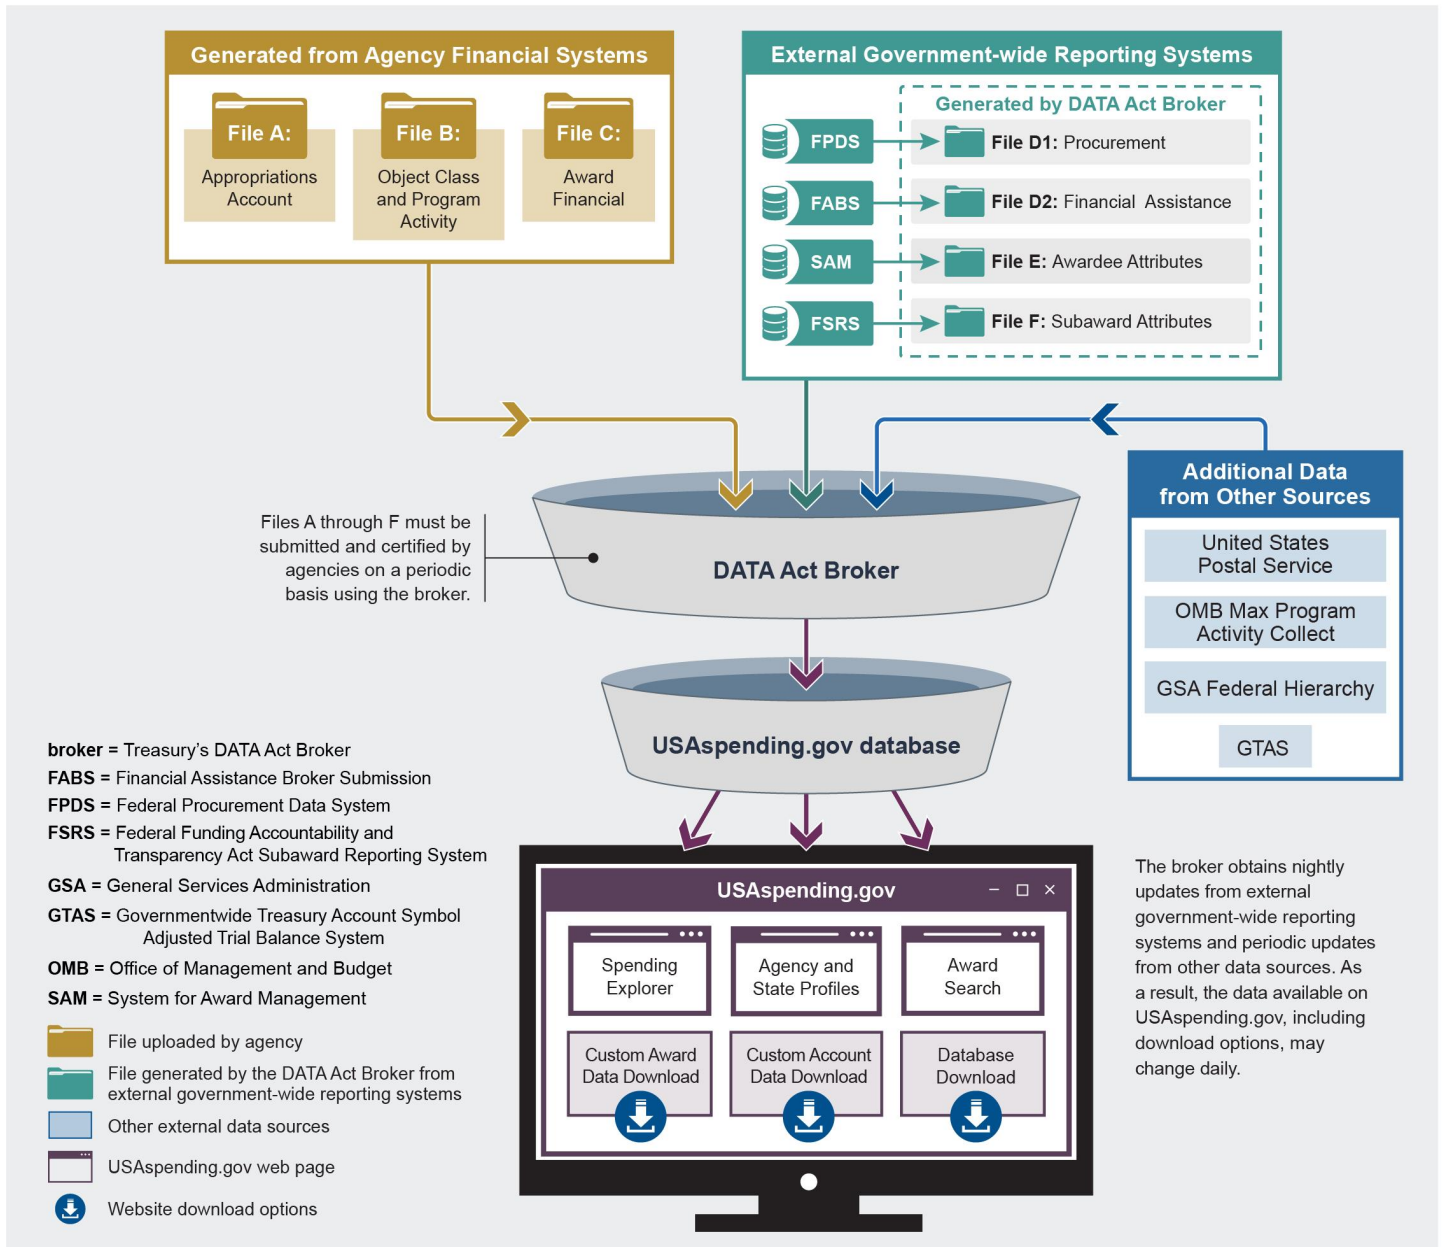 Generated from Agency Financial Systems
File A:
Appropriations
Account
File B:
Object Class
and Program
Activity
File C:
Award
Financial
External Government-wide Reporting Systems
Generated by DATA Act Broker
FPDS
File D1: Procurement
FABS
File D2: Financial Assistance
SAM
File E: Awardee Attributes
FSRS
File F: Subaward Attributes
Additional Data
from Other Sources
United States
Postal Service
OMB Max Program
Activity Collect
GSA Federal Hierarchy
GTAS
Files A through F must be
submitted and certified by
agencies on a periodic
basis using the broker.
DATA Act Broker
USAspending.gov database
broker = Treasury's DATA Act Broker
FABS = Financial Assistance Broker Submission
FPDS = Federal Procurement Data System
FSRS = Federal Funding Accountability and
Transparency Act Subaward Reporting System
GSA = General Services Administration
GTAS = Governmentwide Treasury Account Symbol
Adjusted Trial Balance System
OMB = Office of Management and Budget
SAM = System for Award Management
File uploaded by agency
File generated by the DATA Act Broker from
external government-wide reporting systems
Other external data sources
USAspending.gov web page
Website download options
USAspending.gov
Spending
Explorer
Agency and
State Profiles
Award
Search
Custom Award
Data Download
Custom Account
Data Download
Database
Download
The broker obtains nightly
updates from external
government-wide reporting
systems and periodic updates
from other data sources. As
a result, the data available on
USAspending.gov, including
download options, may
change daily.